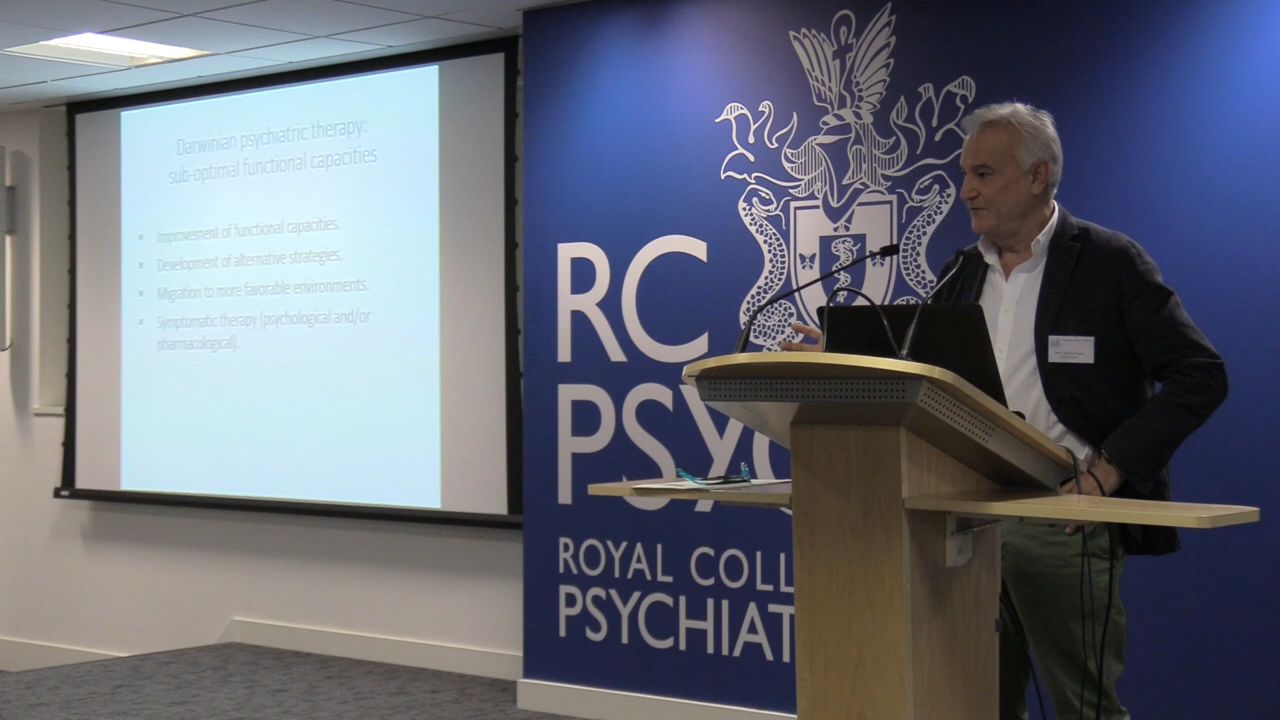 Darwinian psychiatric therapy:
sub-optimal functional capacities
▪ Improvement of functional capacities.
▪ Development of alternative strategies.
▪ Migration to more favorable environments.
▪ Symptomatic therapy (psychological and/or
pharmacological).
RC
PSYC
ROYAL COLL
PSYCHIAT